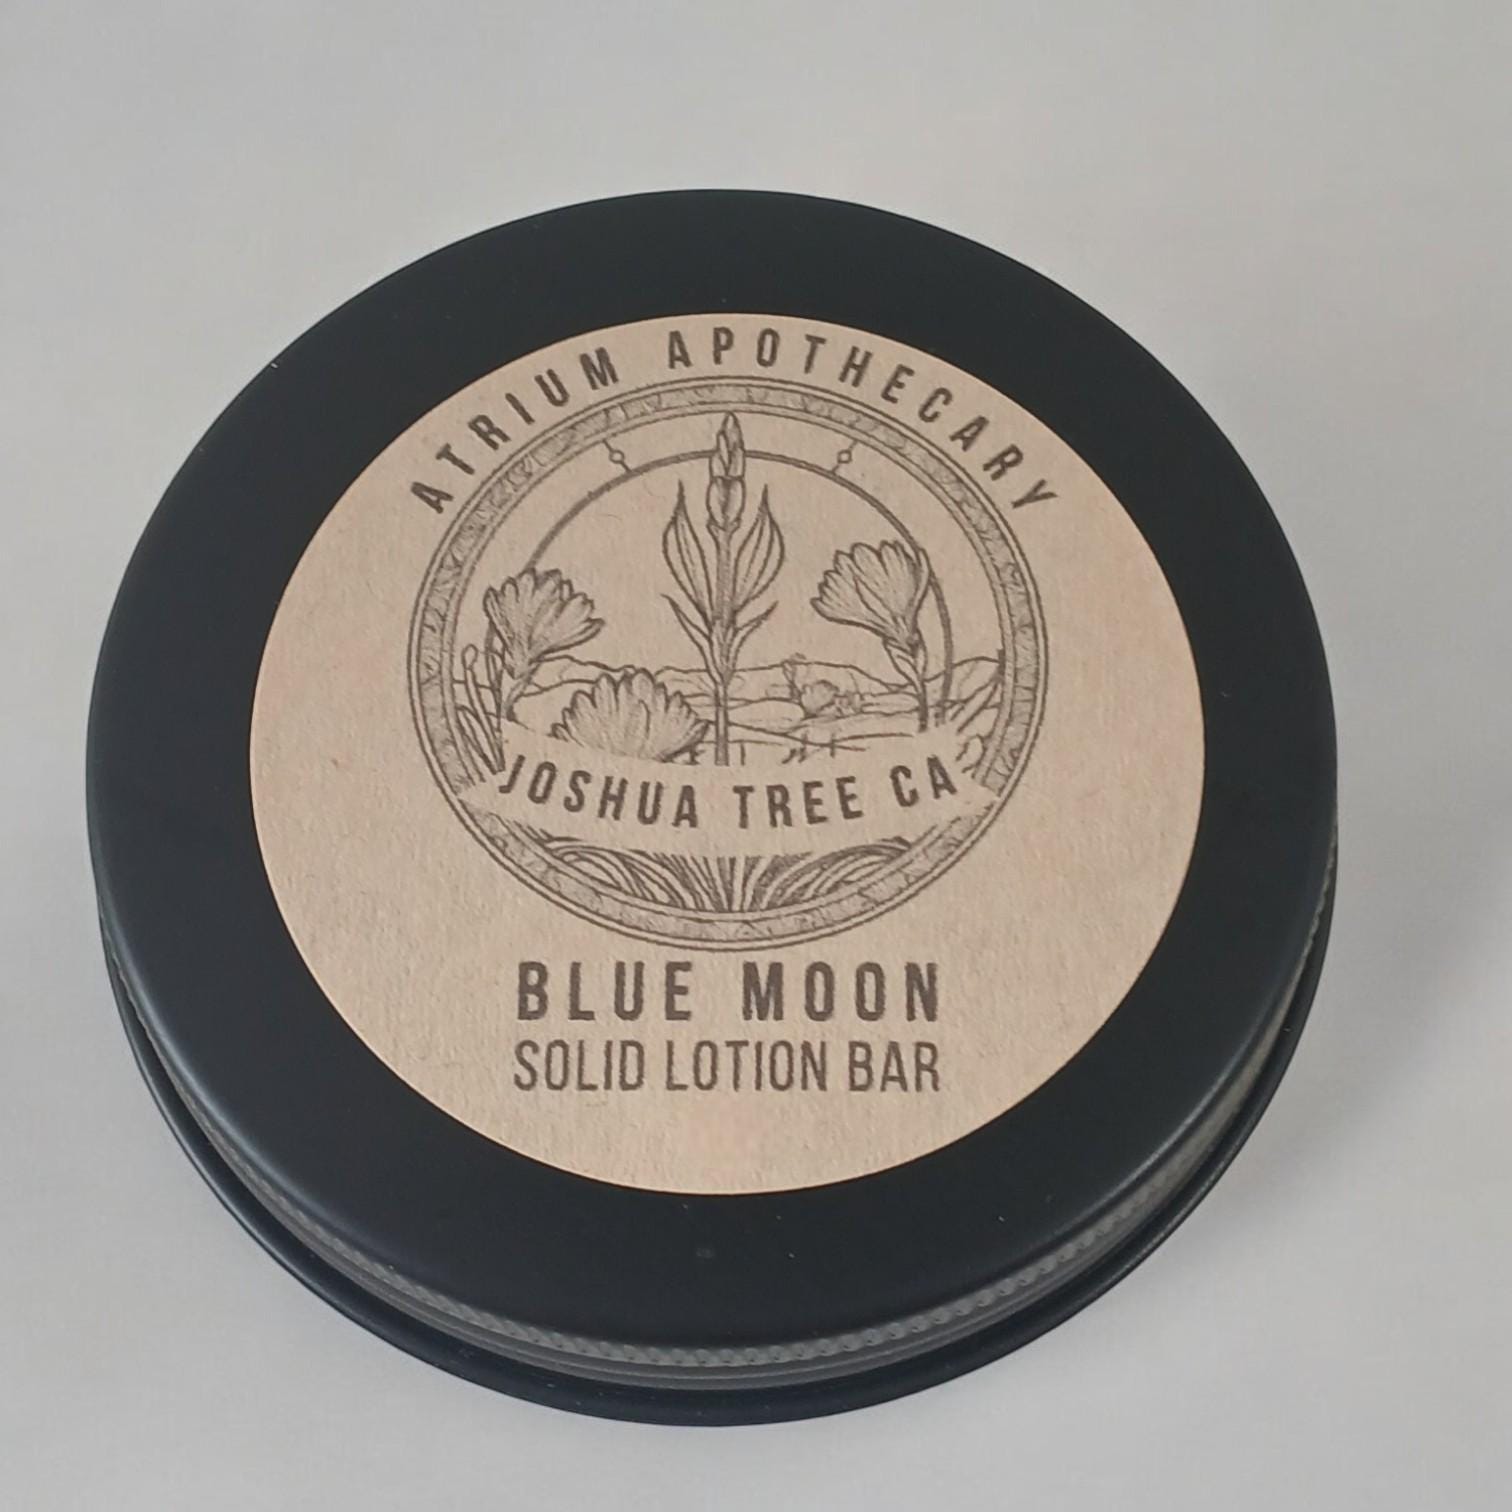 ATRIUM APOTHECARY
JOSHUA TREE CA
BLUE MOON
SOLID LOTION BAR